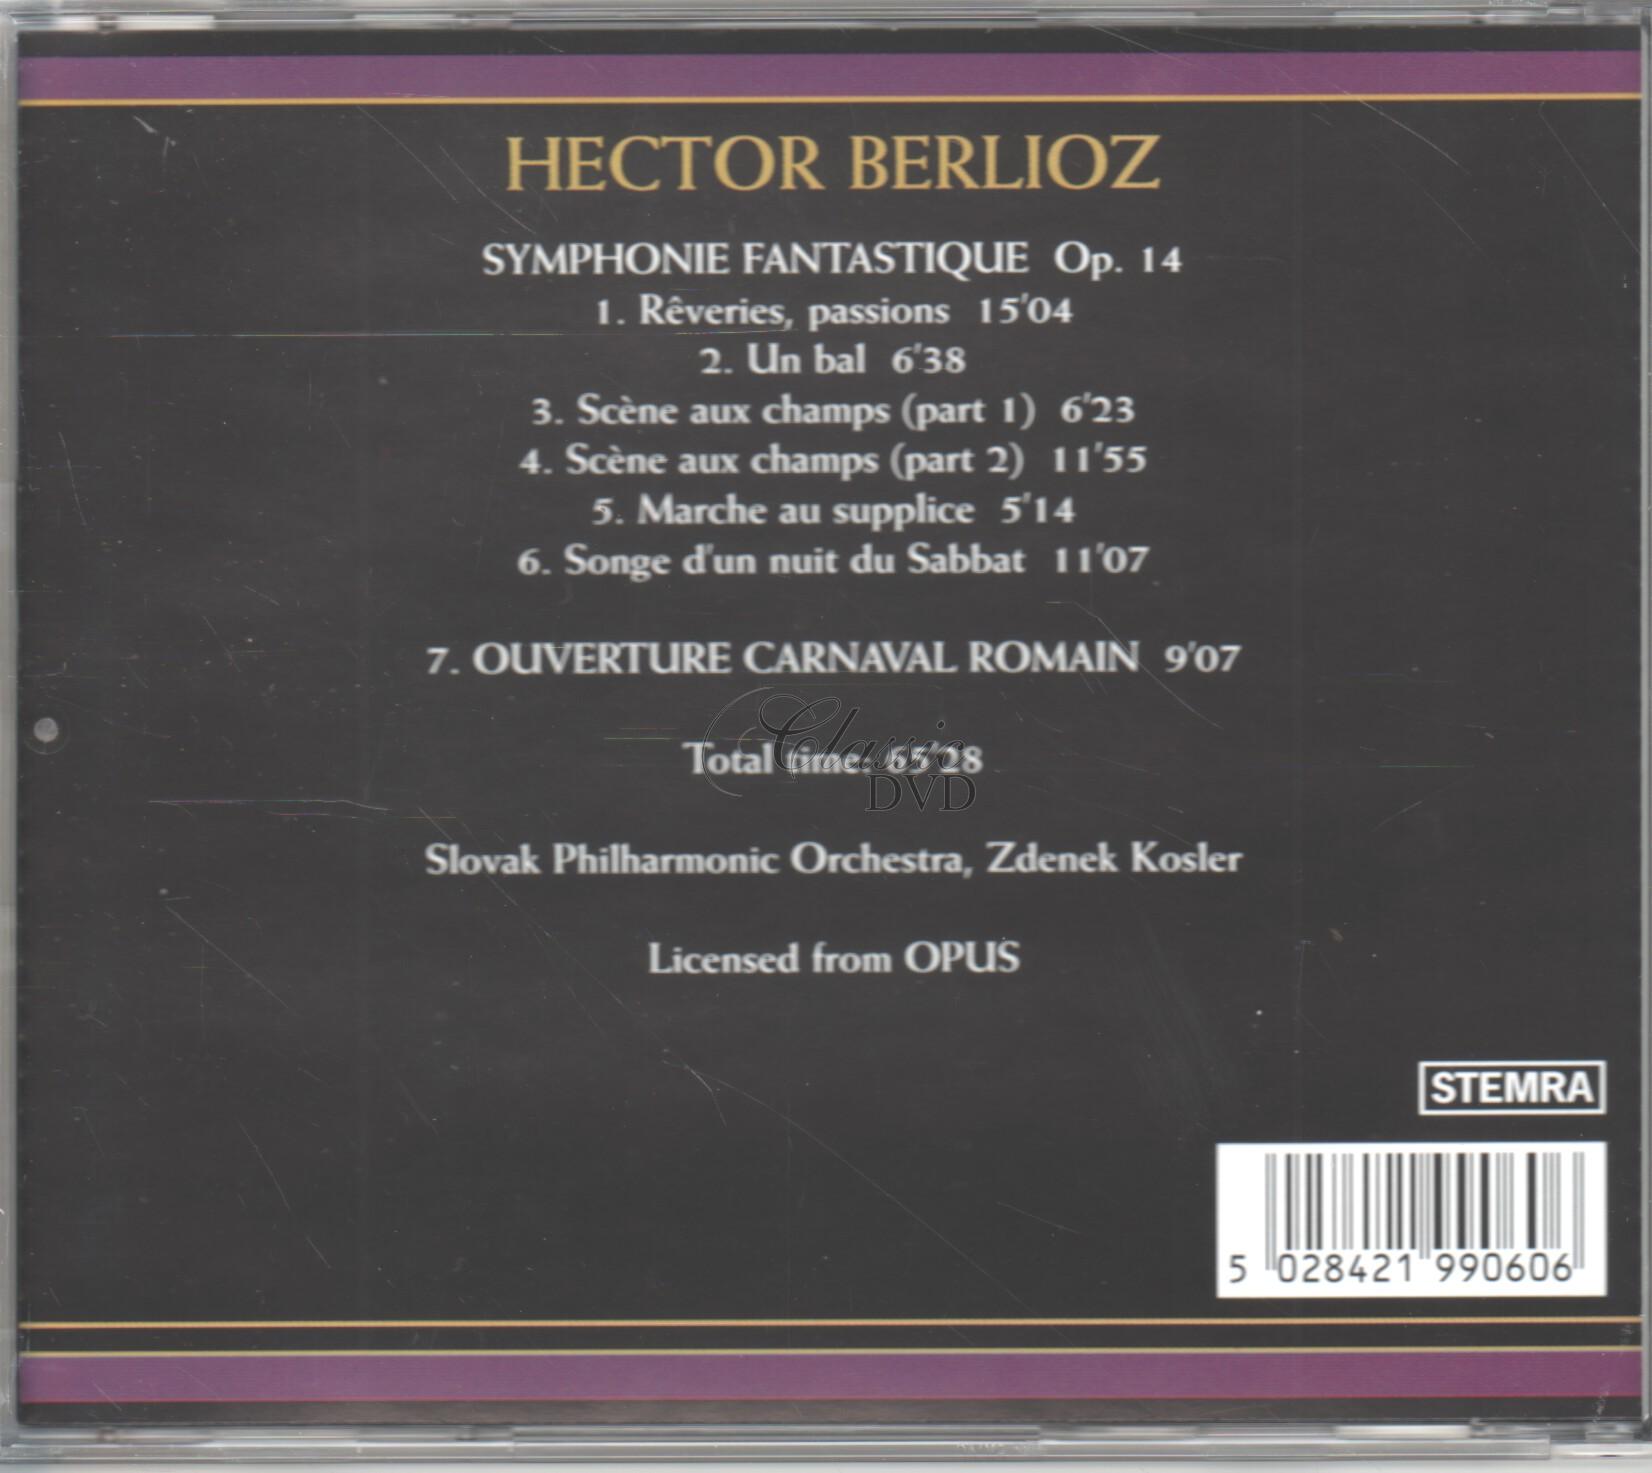 HECTOR BERLIOZ
SYMPHONIE FANTASTIQUE Op. 14
1. Rêveries, passions 15'04
2. Un bal 6'38
3. Scène aux champs (part 1) 6'23
4. Scène aux champs (part 2) 11'55
5. Marche au supplice 5'14
6. Songe d'un nuit du Sabbat 11'07
7. OUVERTURE CARNAVAL ROMAIN 9'07
Total time: 65'28
Classic
DVD
Slovak Philharmonic Orchestra, Zdenek Kosler
Licensed from OPUS
STEMRA
5 028421 990606